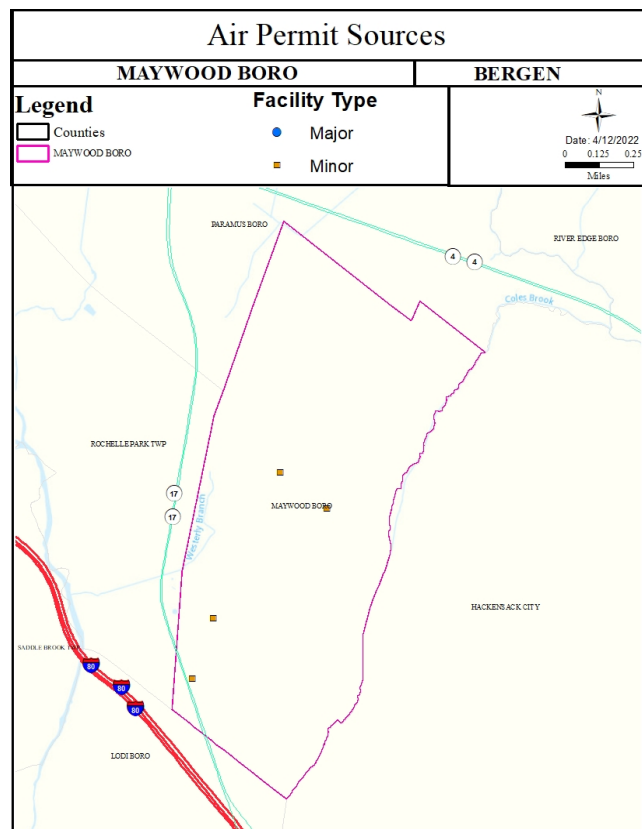 Air Permit Sources
MAYWOOD BORO
BERGEN
Legend
Counties
MAYWOOD BORO
Facility Type
Major
Minor
N
Date: 4/12/2022
0 0.125 0.25
Miles
PARAMUS BORO
RIVER EDGE BORO
4
4
Coles Brook
ROCHELLE PARK TWP
17
17
Westerly Branch
MAYWOOD BORO
HACKENSACK CITY
SADDLE BROOK
80
80
80
LODI BORO